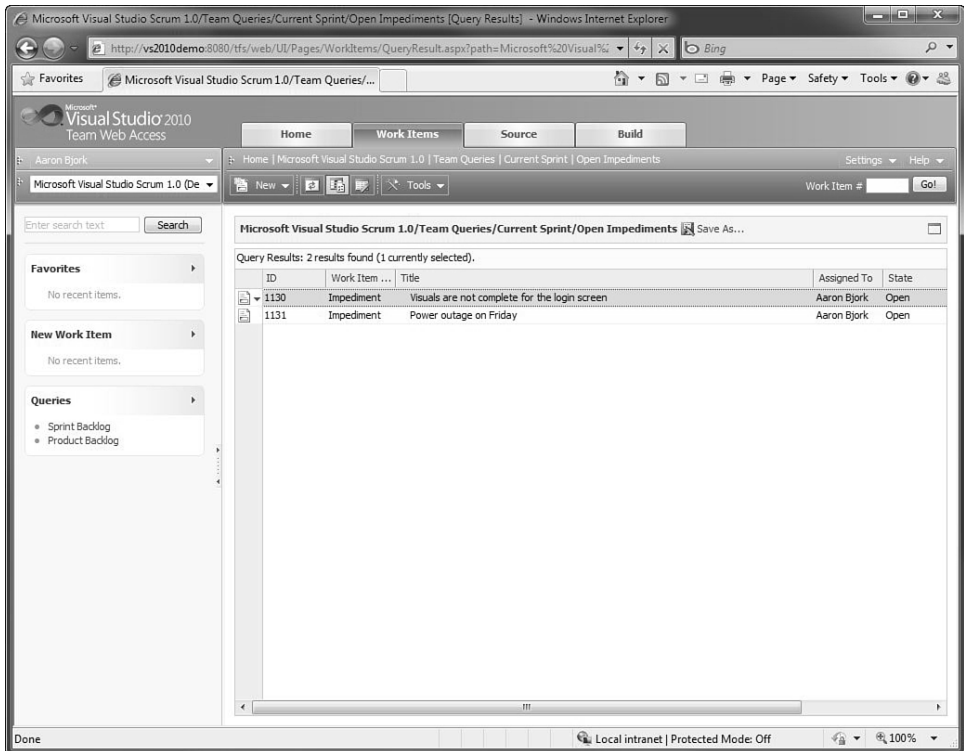 Microsoft Visual Studio Scrum 1.0/Team Queries/Current Sprint/Open Impediments [Query Results] - Windows Internet Explorer
http://vs2010demo:8080/tfs/web/UI/Pages/WorkItems/QueryResult.aspx?path=Microsoft%20Visual%2
Bing
Favorites
Microsoft Visual Studio Scrum 1.0/Team Queries/...
Page Safety Tools
Microsoft
Visual Studio 2010
Team Web Access
Home Work Items Source Build
Aaron Bjork
Home | Microsoft Visual Studio Scrum 1.0 | Team Queries | Current Sprint | Open Impediments
Settings Help
Microsoft Visual Studio Scrum 1.0 (De
New Tools
Work Item # Go!
Enter search text Search
Microsoft Visual Studio Scrum 1.0/Team Queries/Current Sprint/Open Impediments Save As...
Query Results: 2 results found (1 currently selected).
ID Work Item ... Title Assigned To State
1130 Impediment Visuals are not complete for the login screen Aaron Bjork Open
1131 Impediment Power outage on Friday Aaron Bjork Open
Favorites
No recent items.
New Work Item
No recent items.
Queries
Sprint Backlog
Product Backlog
Done
Local intranet | Protected Mode: Off
100%